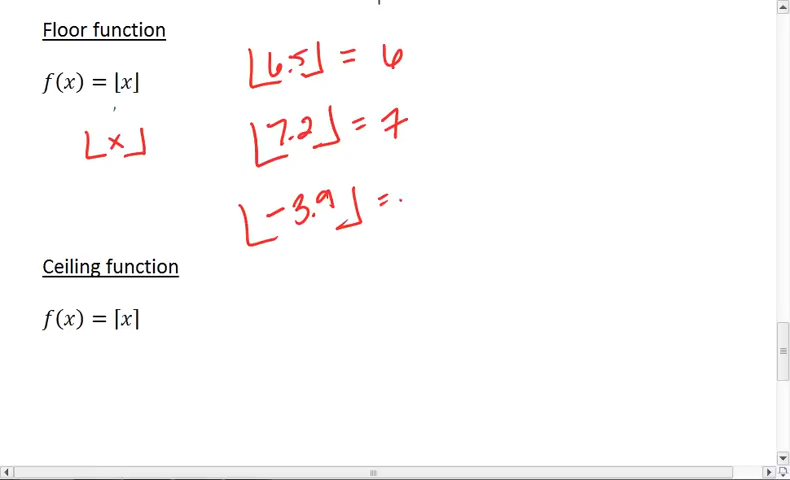 Floor function
⌊6.5⌋ = 6
f(x) = ⌊x⌋
⌊x⌋
⌊7.2⌋ = 7
⌊-3.9⌋ =
Ceiling function
f(x) = ⌈x⌉